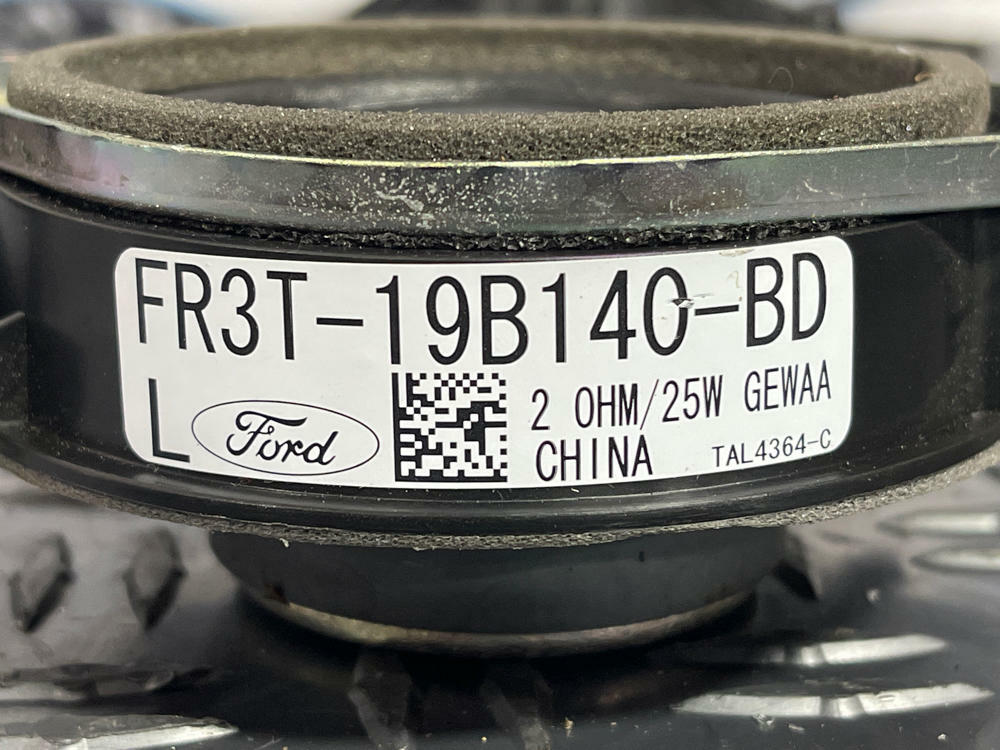 FR3T-19B140-BD
L Ford 2 OHM/25W GEWAA
CHINA TAL4364-C